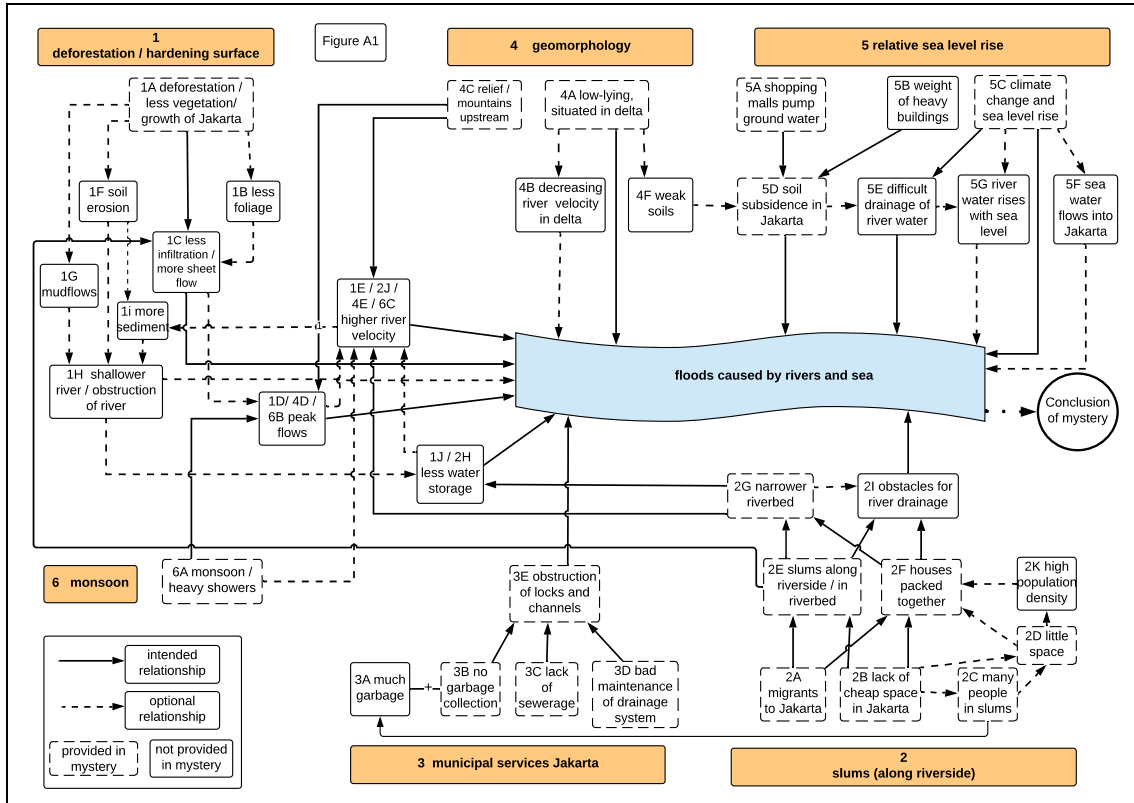 1
deforestation / hardening surface
Figure A1
4 geomorphology
5 relative sea level rise
1A deforestation /
less vegetation/
growth of Jakarta
4C relief /
mountains
upstream
4A low-lying,
situated in delta
5A shopping
malls pump
ground water
5B weight
of heavy
buildings
5C climate
change and
sea level rise
1F soil
erosion
1B less
foliage
4B decreasing
river velocity
in delta
4F weak
soils
5D soil
subsidence in
Jakarta
5E difficult
drainage of
river water
5G river
water rises
with sea
level
5F sea
water
flows into
Jakarta
1C less
infiltration /
more sheet
flow
1G
mudflows
1i more
sediment
1E / 2J /
4E / 6C
higher river
velocity
1
floods caused by rivers and sea
1H shallower
river / obstruction
of river
1D/ 4D /
6B peak
flows
Conclusion
of mystery
1J / 2H
less water
storage
2G narrower
riverbed
2I obstacles for
river drainage
6 monsoon
6A monsoon /
heavy showers
3E obstruction
of locks and
channels
2E slums along
riverside / in
riverbed
2F houses
packed
together
2K high
population
density
2D little
space
intended
relationship
optional
relationship
provided in
mystery
not provided
in mystery
3A much
garbage
+
3B no
garbage
collection
3C lack
of
sewerage
3D bad
maintenance
of drainage
system
2A
migrants
to Jakarta
2B lack of
cheap space
in Jakarta
2C many
people
in slums
3 municipal services Jakarta
2
slums (along riverside)